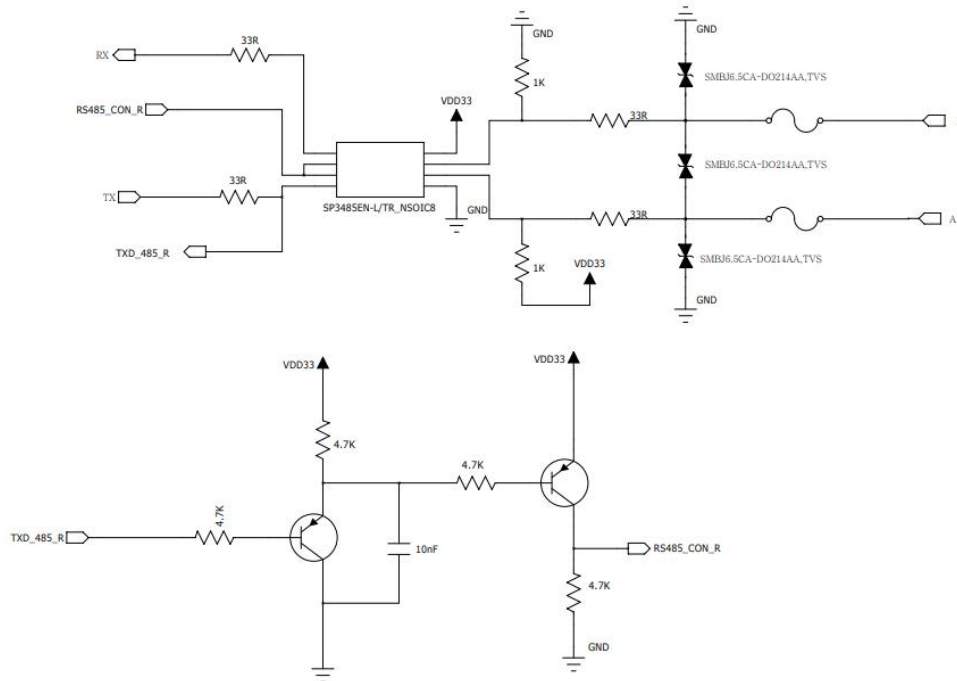 GND
GND
33R
RX
1K
SMBJ6.5CA-DO214AA,TVS
RS485_CON_R
VDD33
33R
33R
SMBJ6.5CA-DO214AA,TVS
TX
SP3485EN-L/TR_NSOIC8
GND
33R
A
TXD_485_R
1K
VDD33
SMBJ6.5CA-DO214AA,TVS
GND
VDD33
VDD33
4.7K
4.7K
4.7K
TXD_485_R
10nF
RS485_CON_R
4.7K
GND